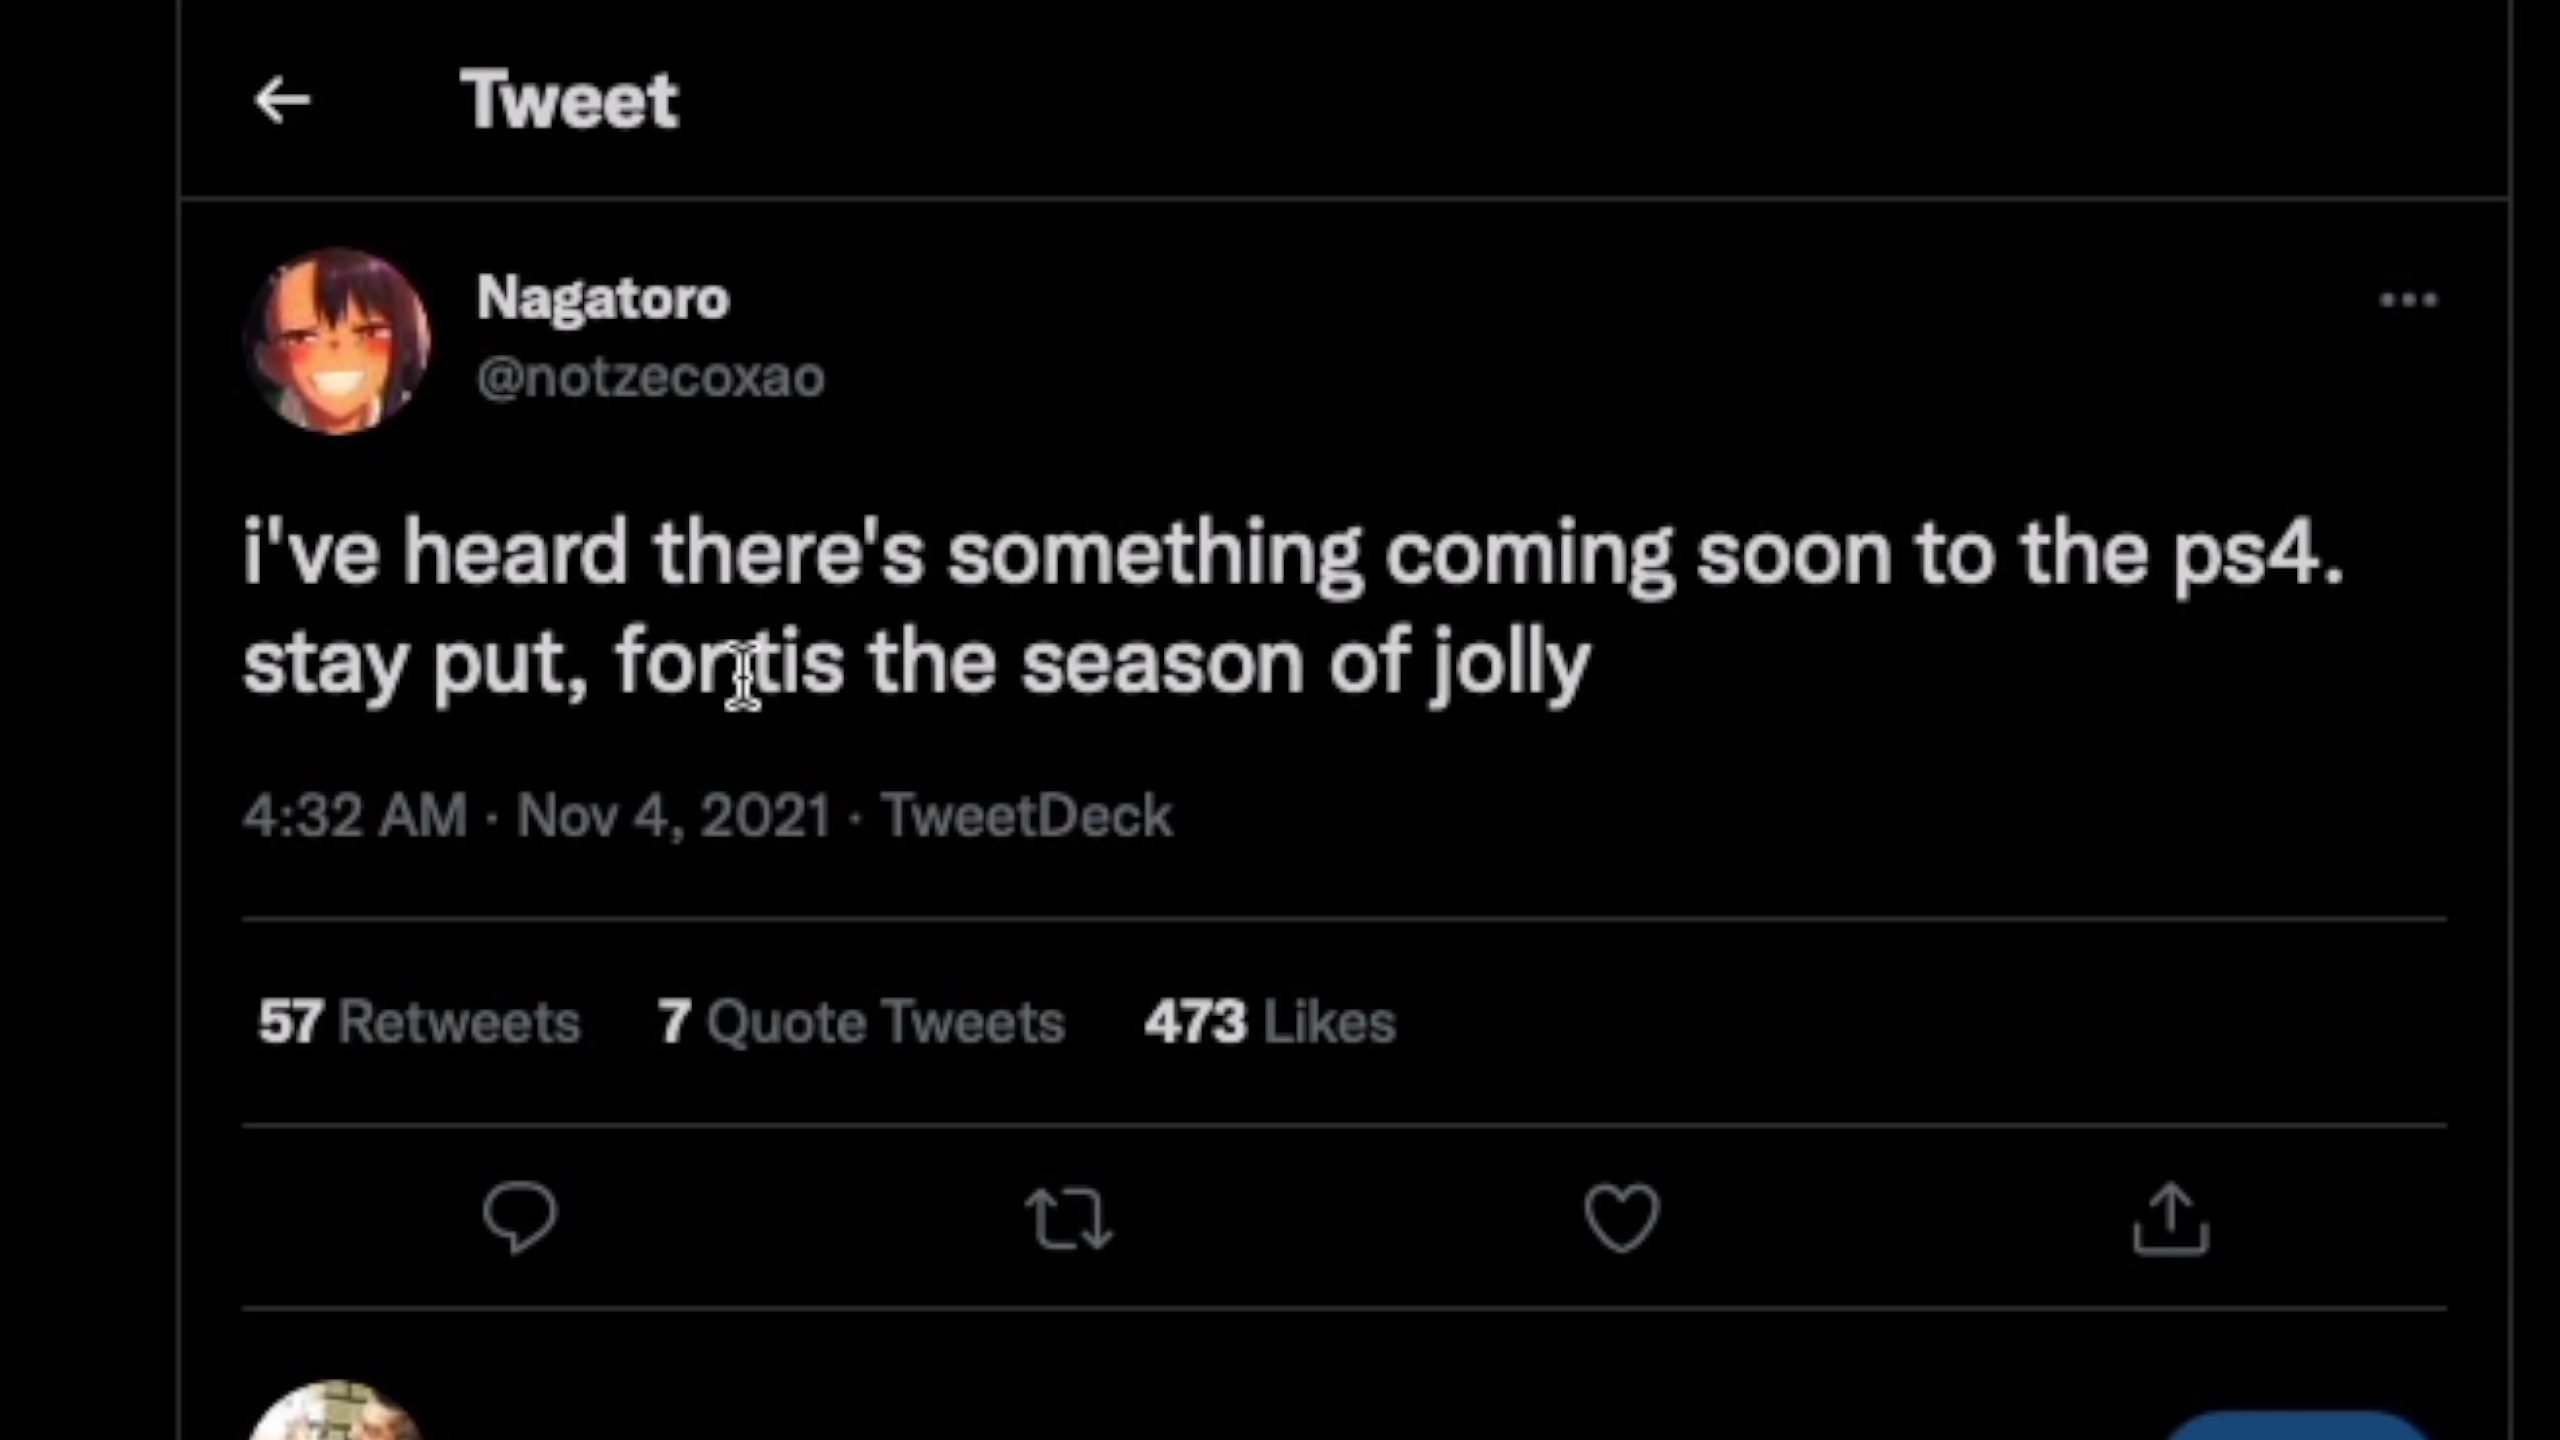 Tweet
Nagatoro
@notzecoxao
i've heard there's something coming soon to the ps4.
stay put, for tis the season of jolly
4:32 AM · Nov 4, 2021 · TweetDeck
57 Retweets 7 Quote Tweets 473 Likes